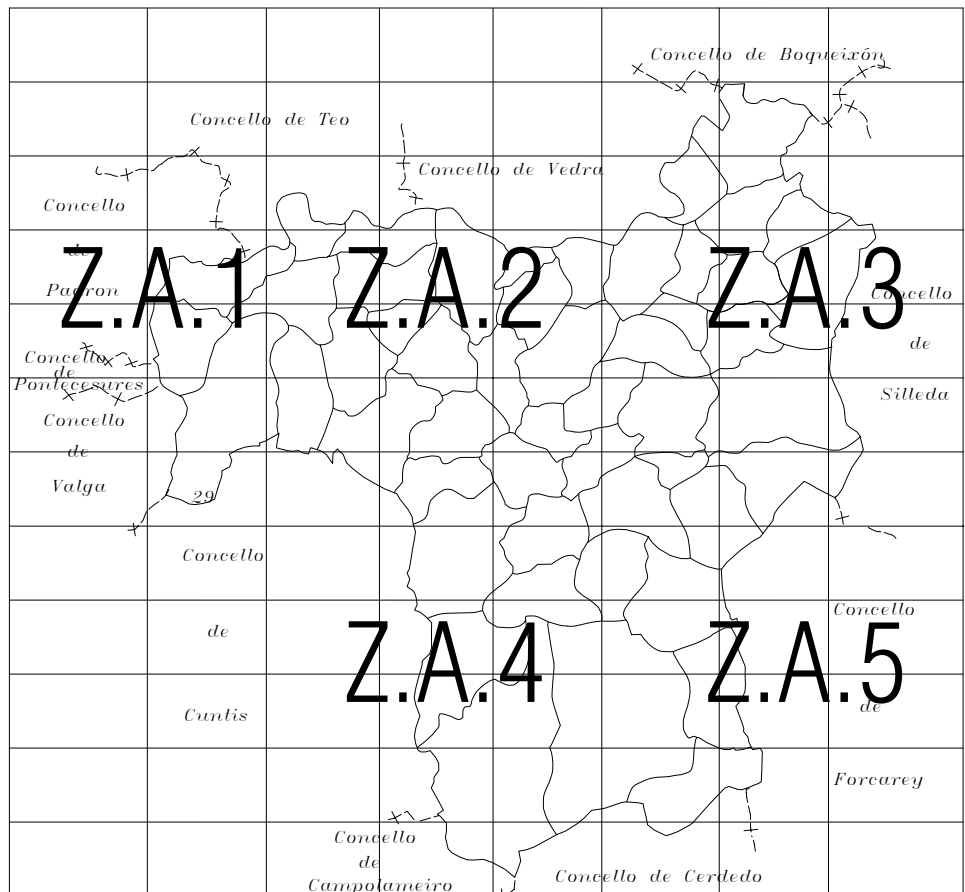 Concello de Boqueixón
Concello de Teo
Concello de Vedra
Concello
de
Padron
Z.A.1
Z.A.2
Z.A.3
Concello
de
Silleda
Concello
de
Pontecesures
Concello
de
Valga
29
Concello
de
Cuntis
Z.A.4
Z.A.5
Concello
de
Forcarey
Concello
de
Campolameiro
Concello de Cerdedo